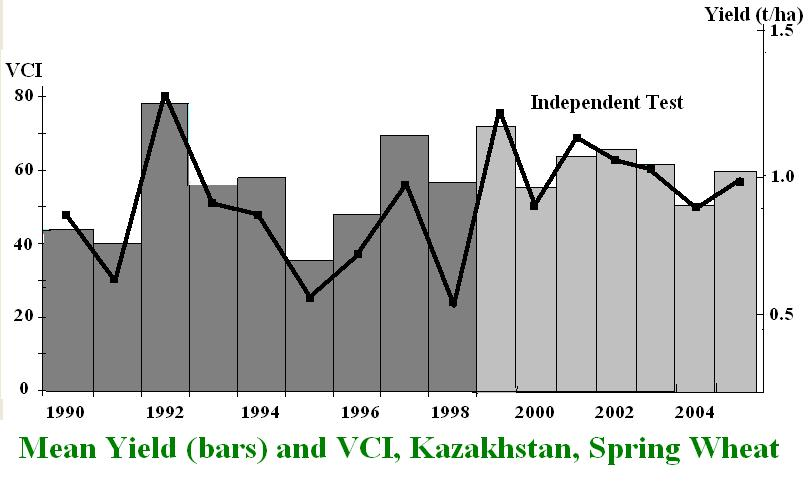 Yield (t/ha)
1.5
VCI
80
Independent Test
60
1.0
40
20
0.5
0
1990 1992 1994 1996 1998 2000 2002 2004
Mean Yield (bars) and VCI, Kazakhstan, Spring Wheat